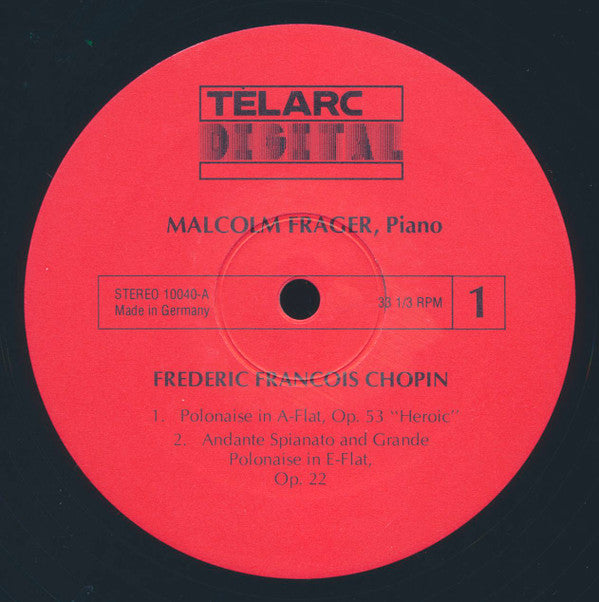 TELARC
DIGITAL
MALCOLM FRAGER, Piano
STEREO 10040-A
Made in Germany
33 1/3 RPM
1
FREDERIC FRANCOIS CHOPIN
1. Polonaise in A-Flat, Op. 53 "Heroic"
2. Andante Spianato and Grande
Polonaise in E-Flat,
Op. 22